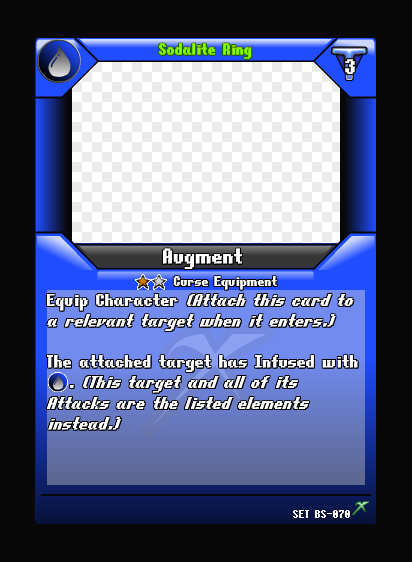 Sodalite Ring
3
Augment
Curse Equipment
Equip Character (Attach this card to
a relevant target when it enters.)
The attached target has Infused with
. (This target and all of its
Attacks are the listed elements
instead.)
SET BS-070